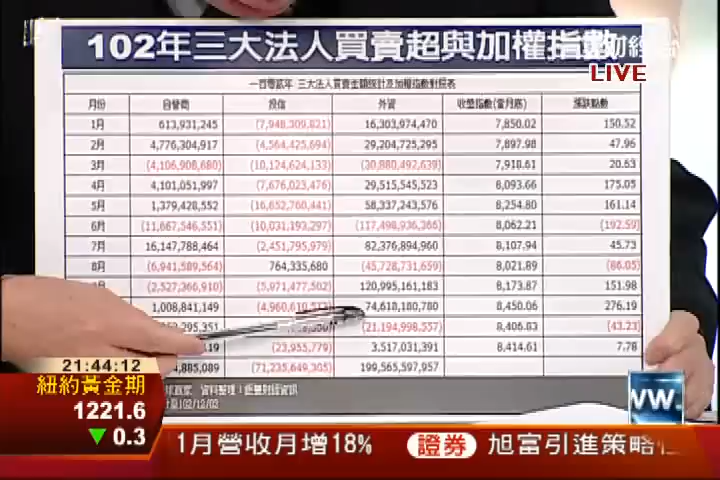 102年三大法人買賣超與加權指數
LIVE
一百零貳年 三大法人買賣金額統計及加權指數對照表
月份 自營商 投信 外資 收盤指數(當月底) 漲跌點數
1月 613,931,245 (7,948,309,821) 16,303,974,470 7,850.02 150.52
2月 4,776,304,917 (4,564,425,694) 29,204,725,295 7,897.98 47.96
3月 (4,106,908,680) (10,124,624,133) (30,880,492,639) 7,918.61 20.63
4月 4,101,051,997 (7,676,023,476) 29,515,545,523 8,093.66 175.05
5月 1,379,428,552 (16,652,760,441) 58,337,243,576 8,254.80 161.14
6月 (11,667,546,551) (10,031,193,297) (117,498,936,366) 8,062.21 (192.59)
7月 16,147,788,464 (2,451,795,979) 82,376,894,960 8,107.94 45.73
8月 (6,941,589,564) 764,335,680 (45,728,731,659) 8,021.89 (86.05)
(2,527,366,910) (5,971,477,502) 120,995,161,183 8,173.87 151.98
1,008,841,149 74,618,180,780 8,450.06 276.19
(21,194,998,557) 8,406.83 (43.23)
(23,955,779) 3,517,031,391 8,414.61 7.78
4,885,089 (71,235,649,305) 199,565,597,957
21:44:12
紐約黃金期
1221.6
▼0.3
1月營收月增18% 證券 旭富引進策略